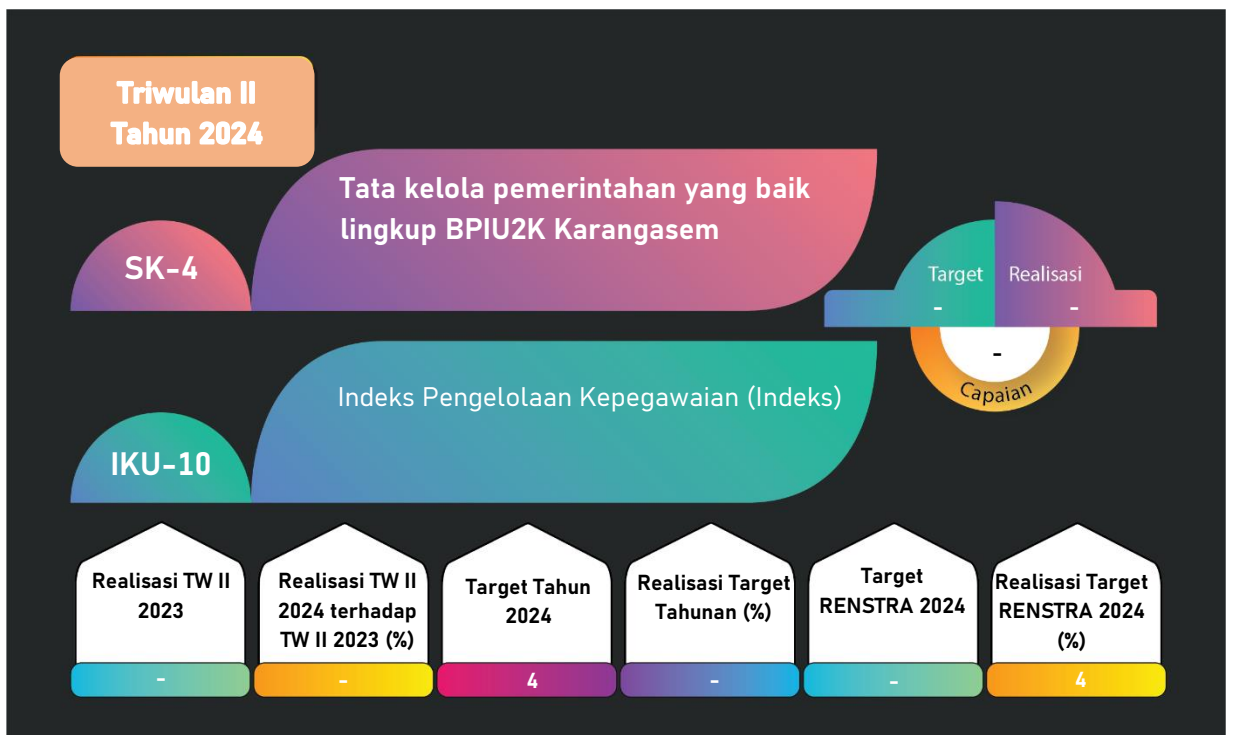 Triwulan II
Tahun 2024
Tata kelola pemerintahan yang baik
lingkup BPIU2K Karangasem
SK-4
Target
Realisasi
-
-
-
Capaian
Indeks Pengelolaan Kepegawaian (Indeks)
IKU-10
Realisasi TW II
2023
-
Realisasi TW II
2024 terhadap
TW II 2023 (%)
-
Target Tahun
2024
4
Realisasi Target
Tahunan (%)
-
Target
RENSTRA 2024
-
Realisasi Target
RENSTRA 2024
(%)
4